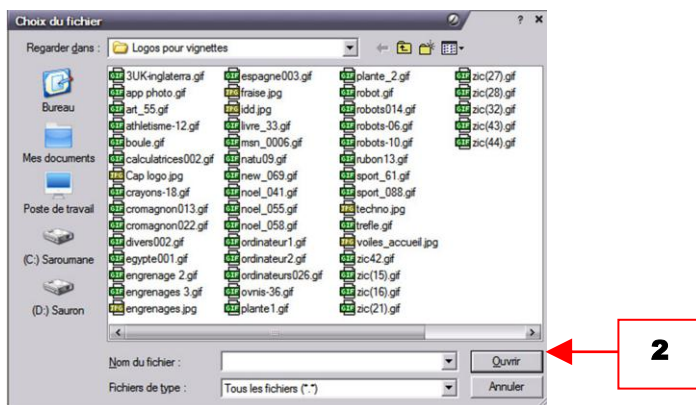 Choix du fichier
Regarder dans :
Logos pour vignettes
Bureau
Mes documents
Poste de travail
(C:) Saroumane
(D:) Sauron
3UK-inglaterra.gif
app photo.gif
art_55.gif
athletisme-12.gif
boule.gif
calculatrices002.gif
Cap logo.jpg
crayons-18.gif
cromagnon013.gif
cromagnon022.gif
divers002.gif
egypte001.gif
engrenage 2.gif
engrenages 3.gif
engrenages.jpg
espagne003.gif
fraise.jpg
idd.jpg
livre_33.gif
msn_0006.gif
natu09.gif
new_069.gif
noel_041.gif
noel_055.gif
noel_058.gif
ordinateur1.gif
ordinateur2.gif
ordinateurs026.gif
ovnis-36.gif
plante1.gif
plante_2.gif
robot.gif
robots014.gif
robots-06.gif
robots-10.gif
rubon13.gif
sport_61.gif
sport_088.gif
techno.jpg
trefle.gif
voiles_accueil.jpg
zic42.gif
zic(15).gif
zic(16).gif
zic(21).gif
zic(27).gif
zic(28).gif
zic(32).gif
zic(43).gif
zic(44).gif
Nom du fichier :
Ouvrir
Fichiers de type :
Tous les fichiers (*.*)
Annuler
2